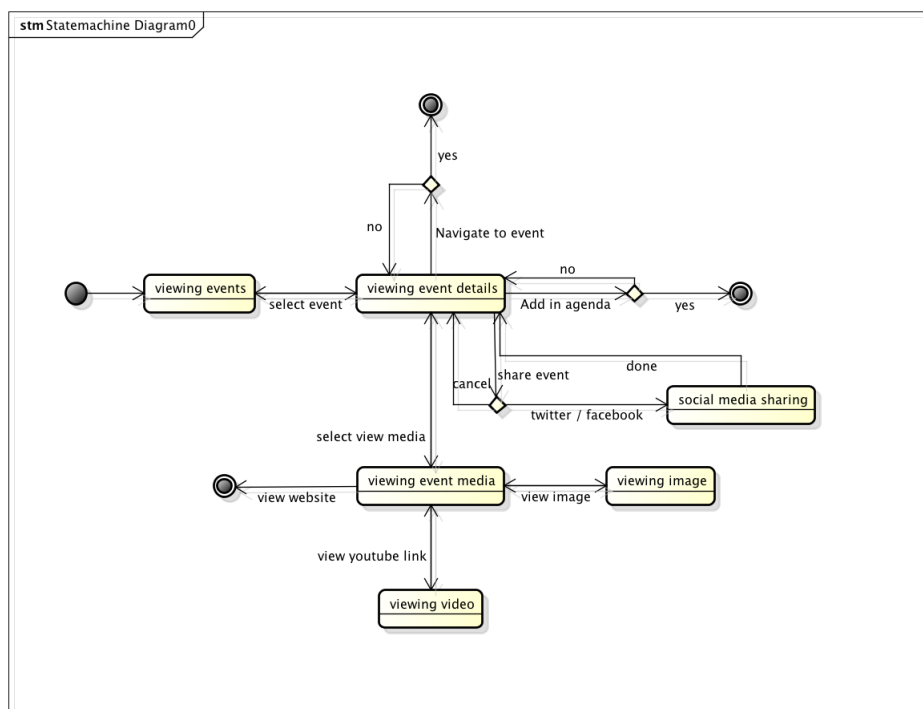 stm Statemachine Diagram0
yes
no
Navigate to event
no
viewing events
select event
viewing event details
Add in agenda
yes
done
cancel
share event
social media sharing
twitter / facebook
select view media
viewing event media
viewing image
view website
view image
view youtube link
viewing video